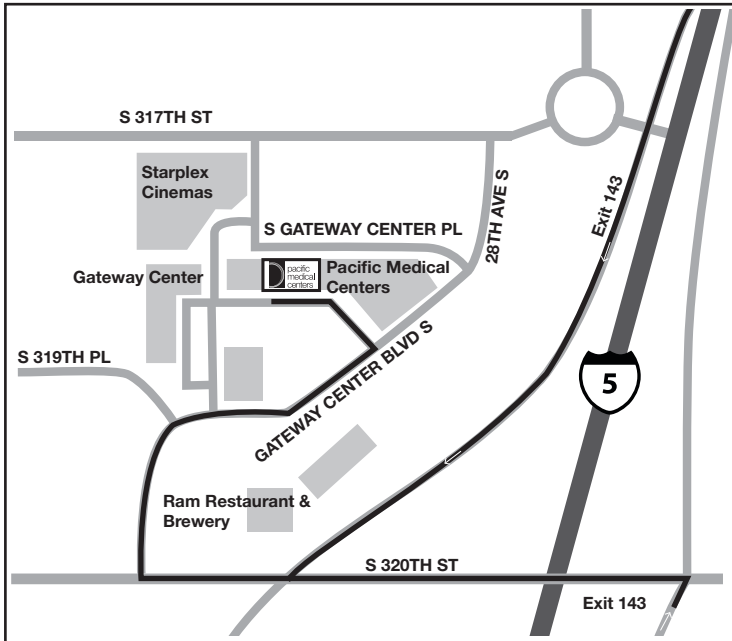 S 317TH ST
Starplex
Cinemas
28TH AVE S
Exit 143
S GATEWAY CENTER PL
Gateway Center
pacific
medical
centers
Pacific Medical
Centers
S 319TH PL
GATEWAY CENTER BLVD S
5
Ram Restaurant &
Brewery
S 320TH ST
Exit 143